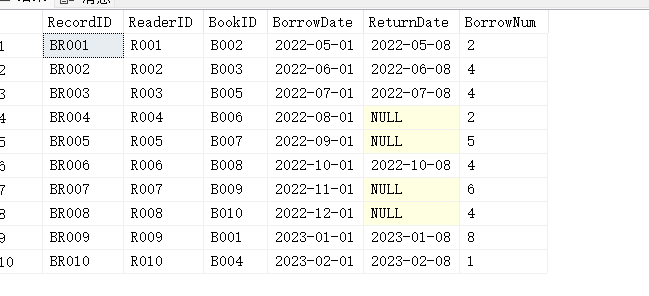 消息
RecordID ReaderID BookID BorrowDate ReturnDate BorrowNum
1 BR001 R001 B002 2022-05-01 2022-05-08 2
2 BR002 R002 B003 2022-06-01 2022-06-08 4
3 BR003 R003 B005 2022-07-01 2022-07-08 4
4 BR004 R004 B006 2022-08-01 NULL 2
5 BR005 R005 B007 2022-09-01 NULL 5
6 BR006 R006 B008 2022-10-01 2022-10-08 4
7 BR007 R007 B009 2022-11-01 NULL 6
8 BR008 R008 B010 2022-12-01 NULL 4
9 BR009 R009 B001 2023-01-01 2023-01-08 8
10 BR010 R010 B004 2023-02-01 2023-02-08 1